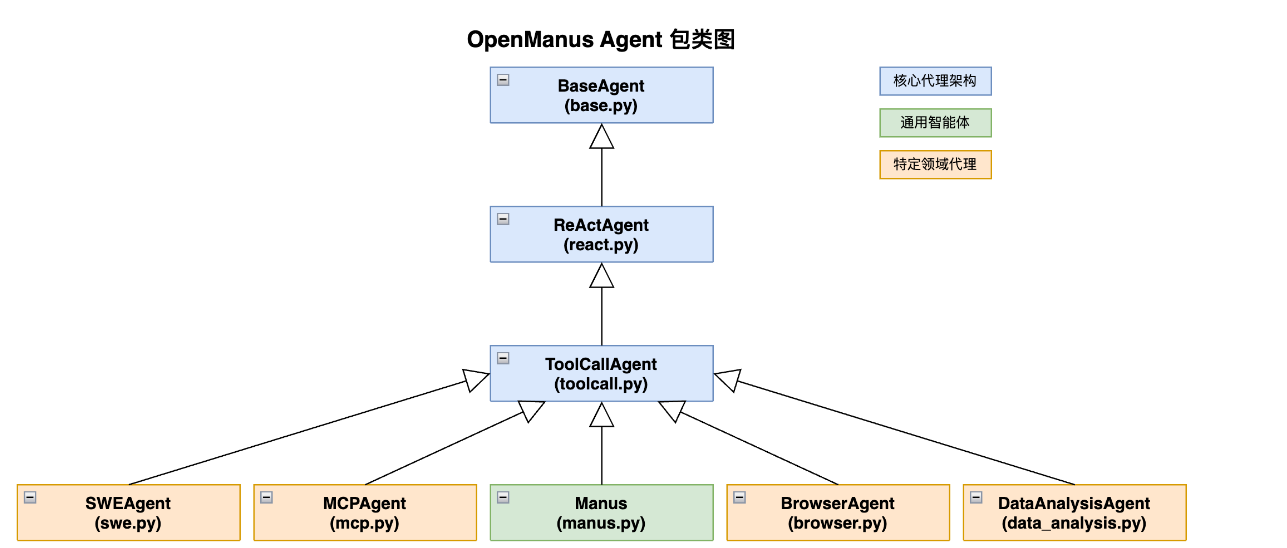 OpenManus Agent 包类图
BaseAgent
(base.py)
核心代理架构
通用智能体
特定领域代理
ReActAgent
(react.py)
ToolCallAgent
(toolcall.py)
SWEAgent
(swe.py)
MCPAgent
(mcp.py)
Manus
(manus.py)
BrowserAgent
(browser.py)
DataAnalysisAgent
(data_analysis.py)